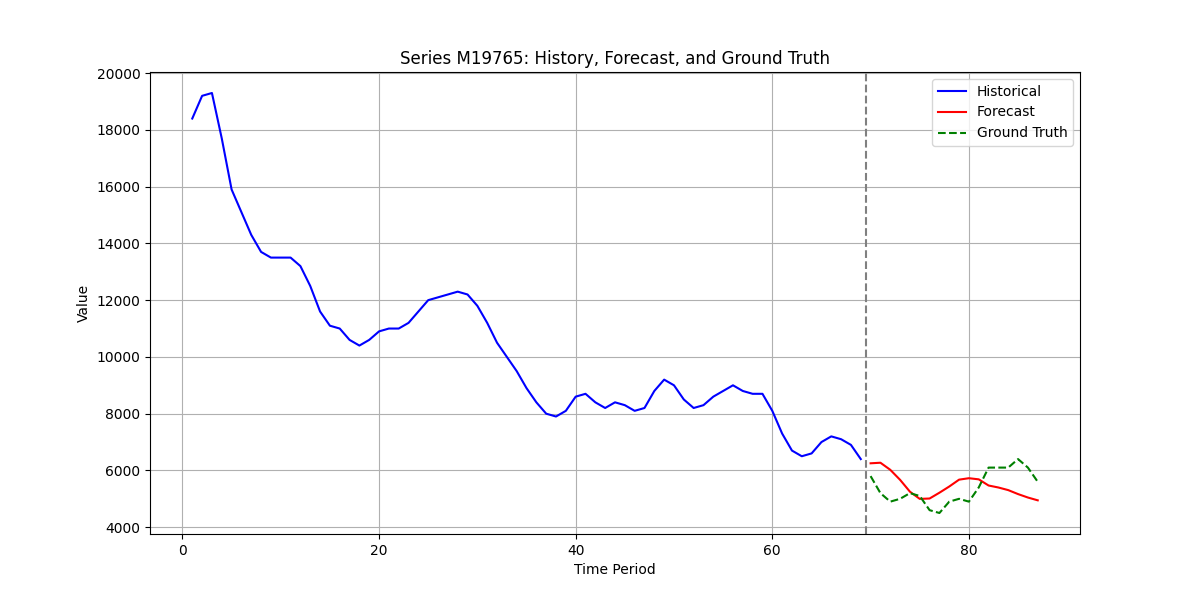 Series M19765: History, Forecast, and Ground Truth
Historical
Forecast
Ground Truth
Value
20000
18000
16000
14000
12000
10000
8000
6000
4000
0
20
40
60
80
Time Period